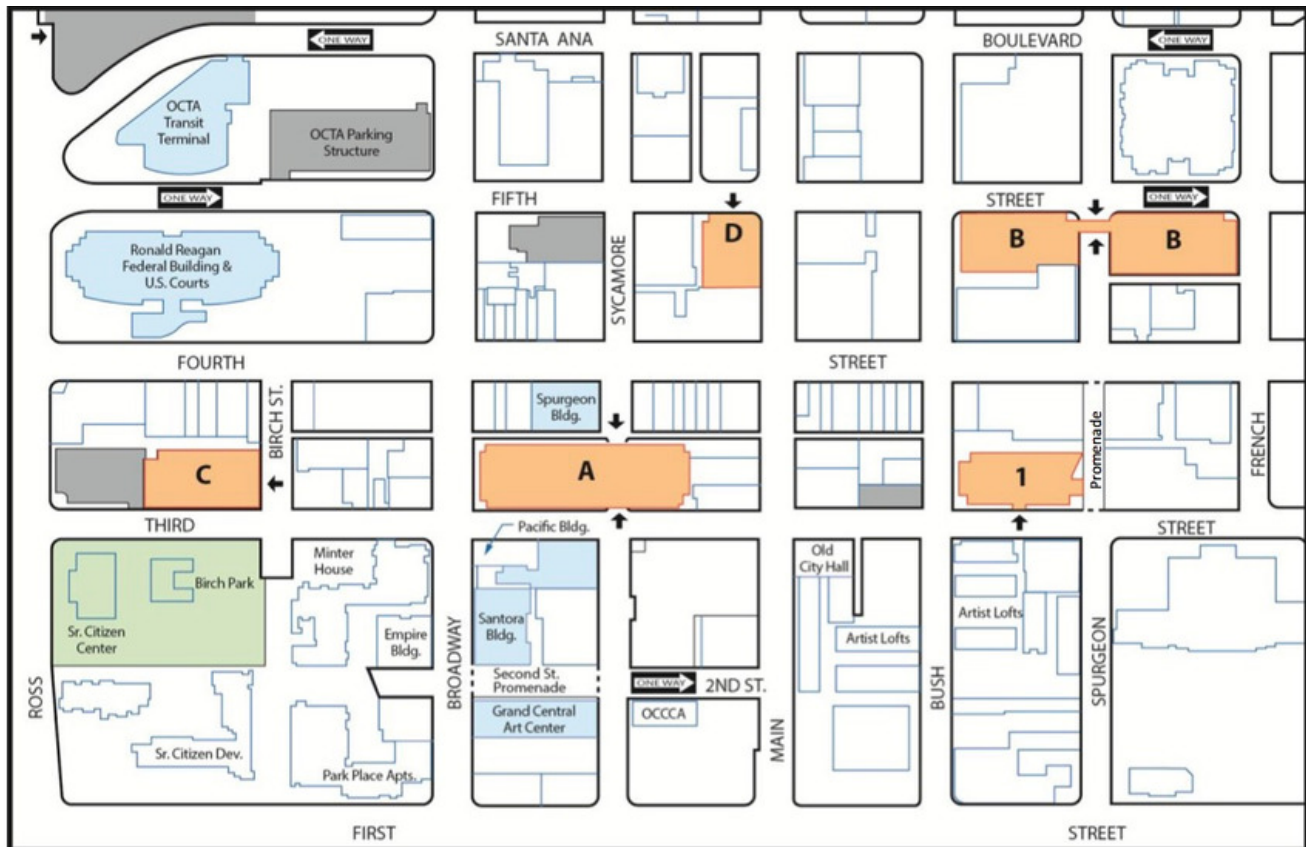 ONE WAY
SANTA ANA
BOULEVARD
ONE WAY
OCTA
Transit
Terminal
OCTA Parking
Structure
ONE WAY
FIFTH
STREET
ONE WAY
Ronald Reagan
Federal Building &
U.S. Courts
SYCAMORE
D
B
B
FOURTH
STREET
BIRCH ST.
Spurgeon
Bldg.
Promenade
FRENCH
C
A
1
THIRD
STREET
Pacific Bldg.
Minter
House
Old
City Hall
Birch Park
Sr. Citizen
Center
Santora
Bldg.
Artist Lofts
Empire
Bldg.
Artist Lofts
ROSS
BROADWAY
Second St.
Promenade
ONE WAY
2ND ST.
MAIN
BUSH
SPURGEON
Grand Central
Art Center
OCCCA
Sr. Citizen Dev.
Park Place Apts.
FIRST
STREET